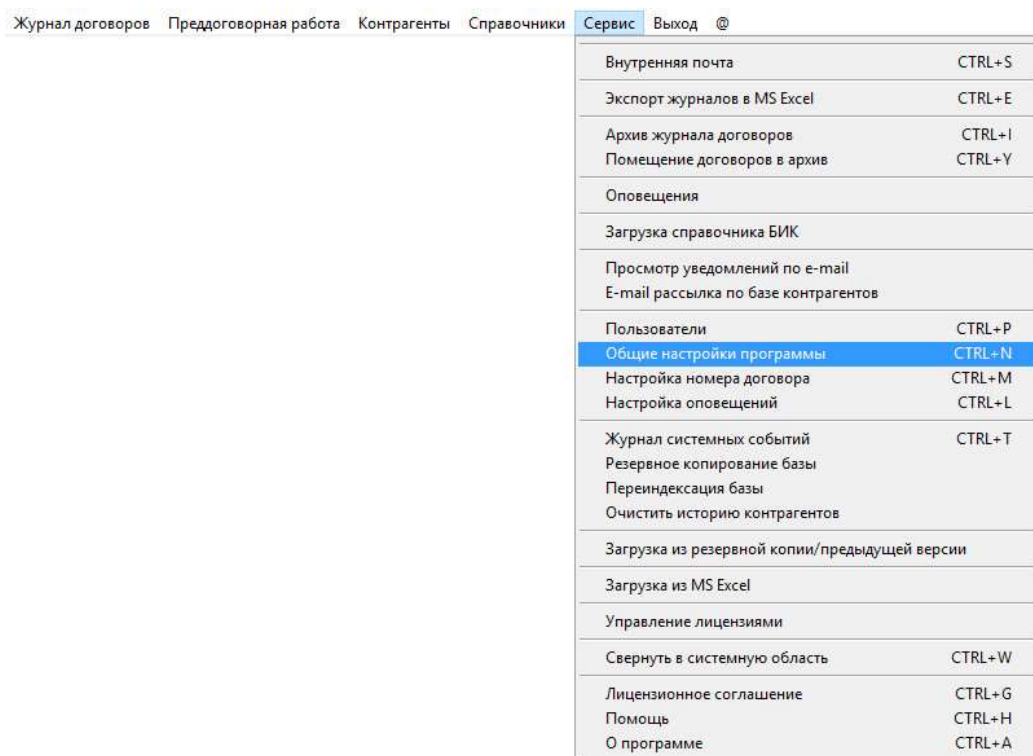 Журнал договоров Преддоговорная работа Контрагенты Справочники Сервис Выход @
Внутренняя почта CTRL+S
Экспорт журналов в MS Excel CTRL+E
Архив журнала договоров CTRL+I
Помещение договоров в архив CTRL+Y
Оповещения
Загрузка справочника БИК
Просмотр уведомлений по e-mail
E-mail рассылка по базе контрагентов
Пользователи CTRL+P
Общие настройки программы CTRL+N
Настройка номера договора CTRL+M
Настройка оповещений CTRL+L
Журнал системных событий CTRL+T
Резервное копирование базы
Переиндексация базы
Очистить историю контрагентов
Загрузка из резервной копии/предыдущей версии
Загрузка из MS Excel
Управление лицензиями
Свернуть в системную область CTRL+W
Лицензионное соглашение CTRL+G
Помощь CTRL+H
О программе CTRL+A